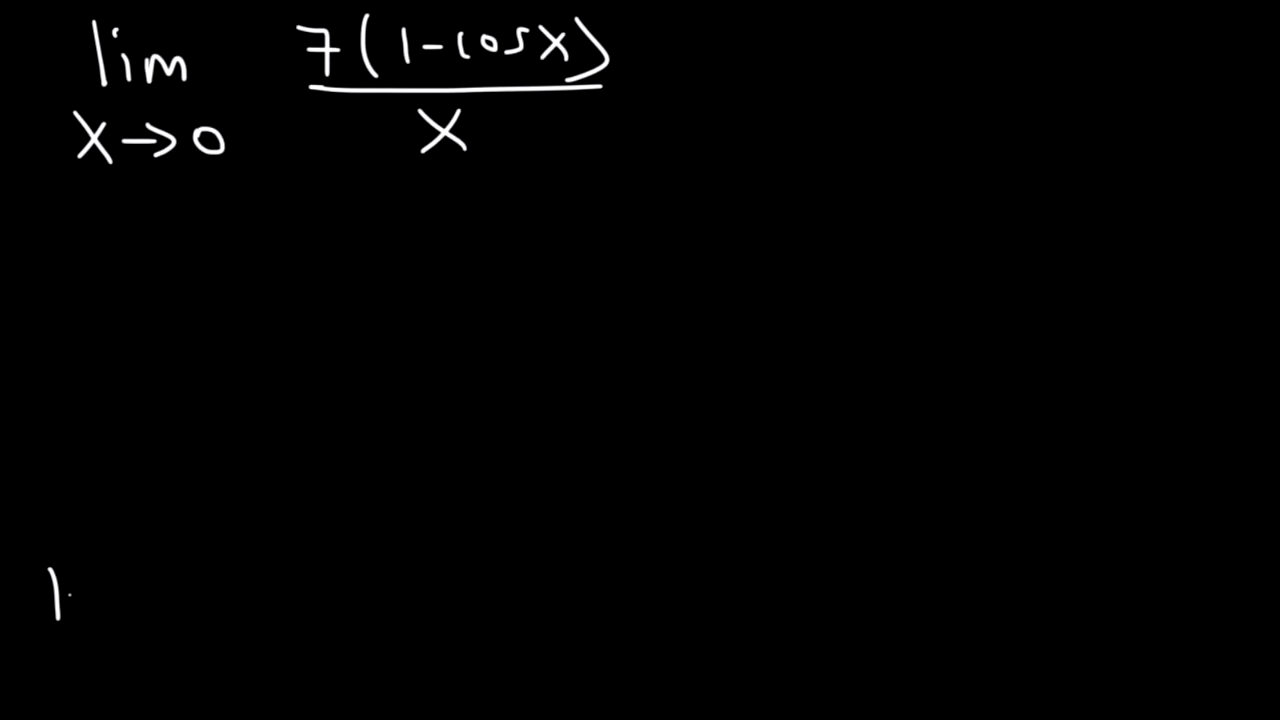 lim 7(1-cosx)
x→0 x